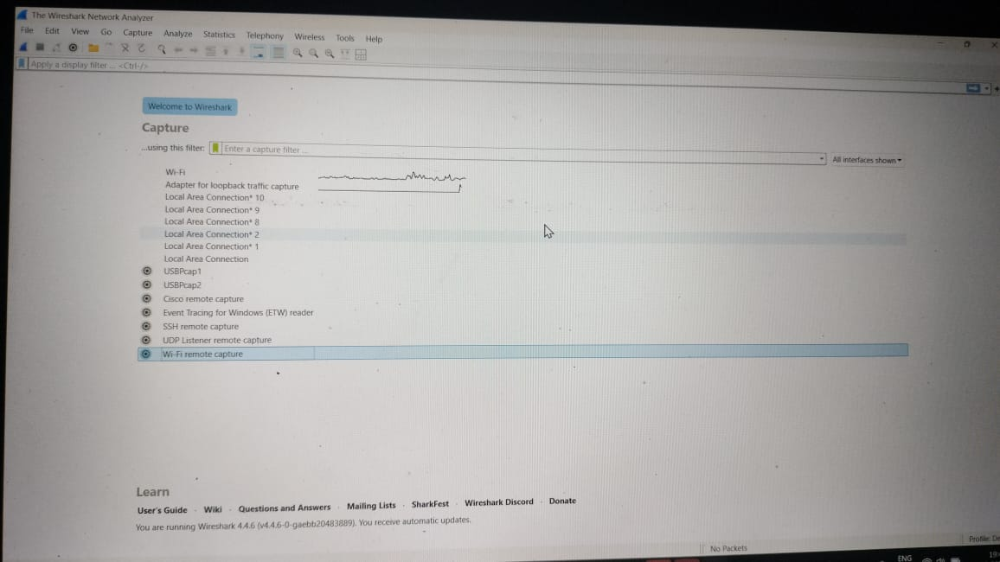 The Wireshark Network Analyzer
File Edit View Go Capture Analyze Statistics Telephony Wireless Tools Help
Apply a display filter ... <Ctrl-/>
Welcome to Wireshark
Capture
...using this filter: Enter a capture filter ... All interfaces shown
Wi-Fi
Adapter for loopback traffic capture
Local Area Connection* 10
Local Area Connection* 9
Local Area Connection* 8
Local Area Connection* 2
Local Area Connection* 1
Local Area Connection
USBPcap1
USBPcap2
Cisco remote capture
Event Tracing for Windows (ETW) reader
SSH remote capture
UDP Listener remote capture
Wi-Fi remote capture
Learn
User's Guide · Wiki · Questions and Answers · Mailing Lists · SharkFest · Wireshark Discord · Donate
You are running Wireshark 4.4.6 (v4.4.6-0-gaebb20483889). You receive automatic updates.
No Packets Profile:
ENG